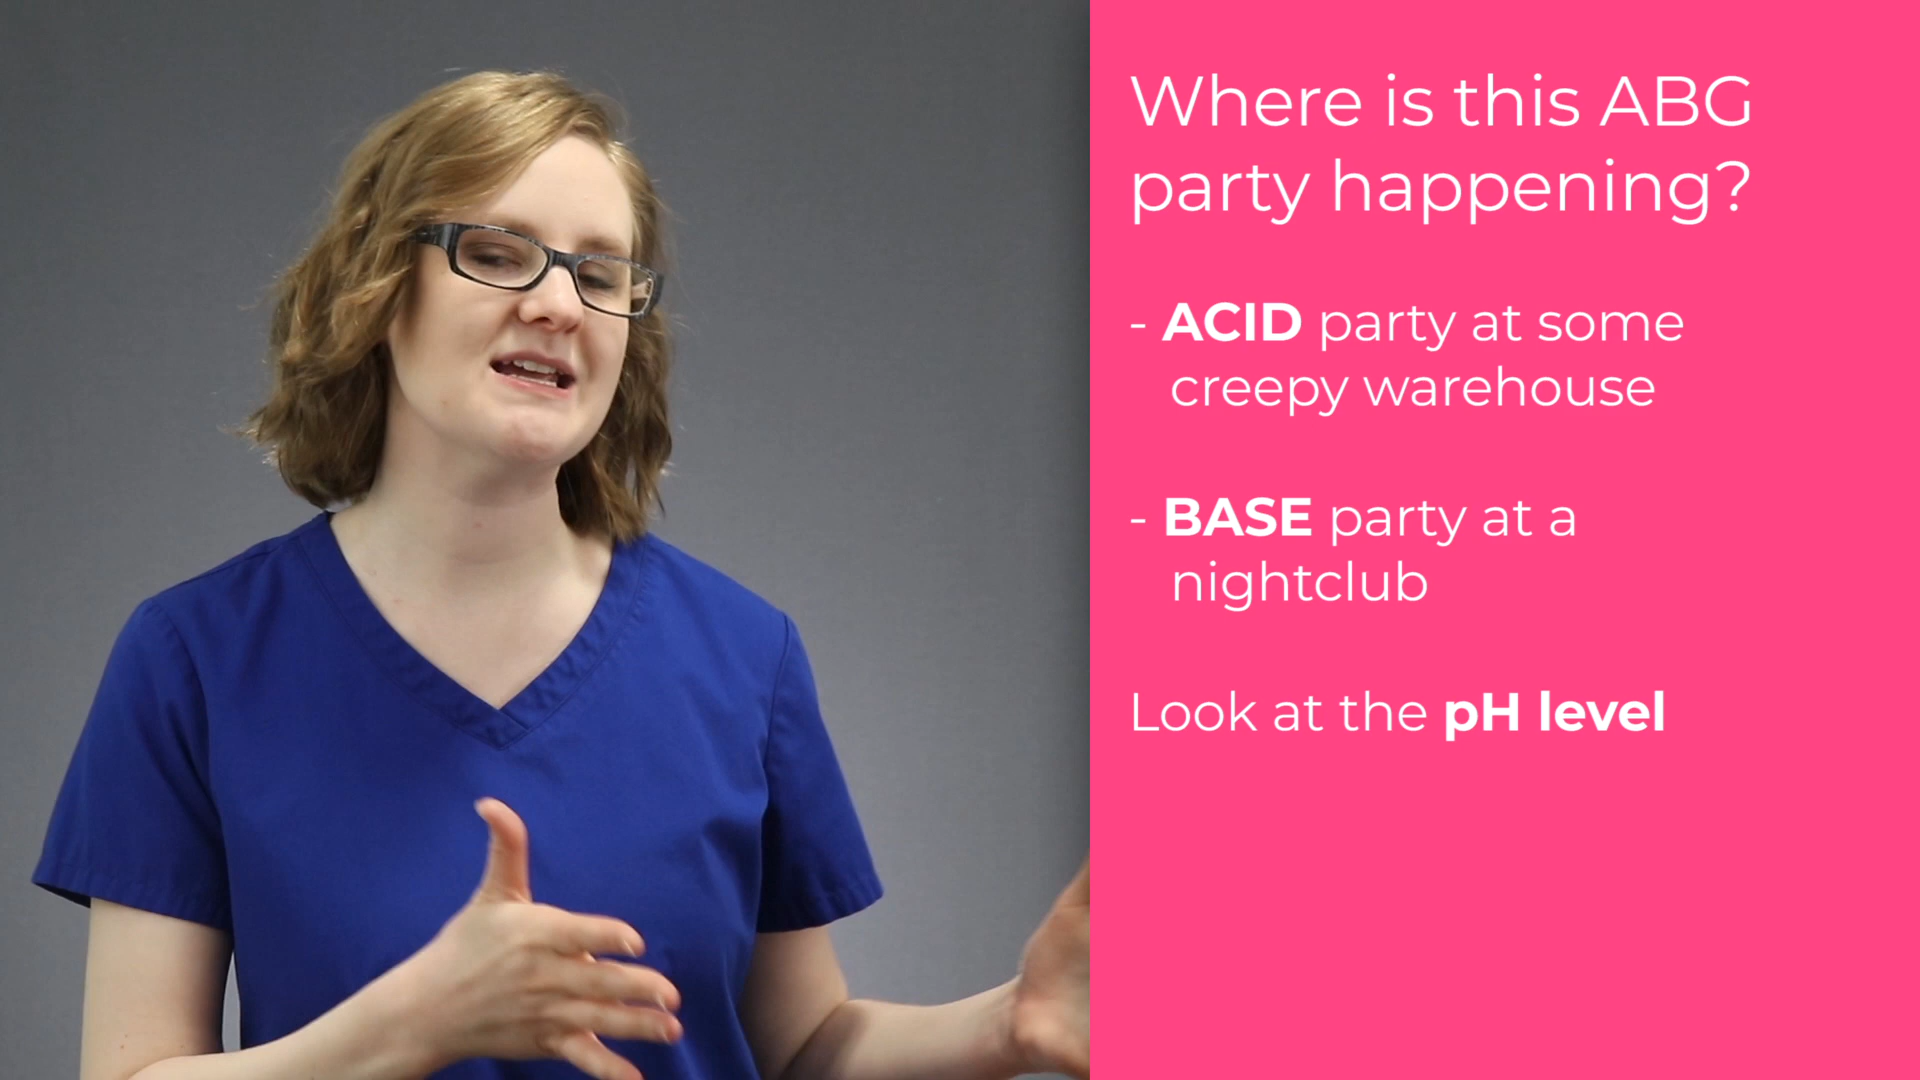 Where is this ABG
party happening?
- ACID party at some
creepy warehouse
- BASE party at a
nightclub
Look at the pH level